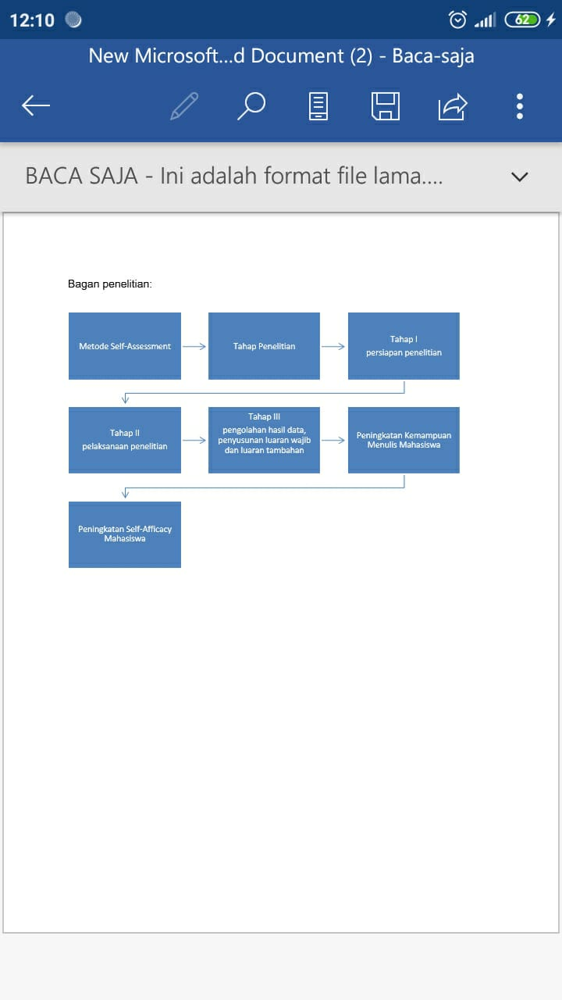 12:10
62
New Microsoft...d Document (2) - Baca-saja
BACA SAJA - Ini adalah format file lama....
Bagan penelitian:
Metode Self-Assessment
Tahap Penelitian
Tahap I
persiapan penelitian
Tahap II
pelaksanaan penelitian
Tahap III
pengolahan hasil data,
penyusunan luaran wajib
dan luaran tambahan
Peningkatan Kemampuan
Menulis Mahasiswa
Peningkatan Self-Afficacy
Mahasiswa